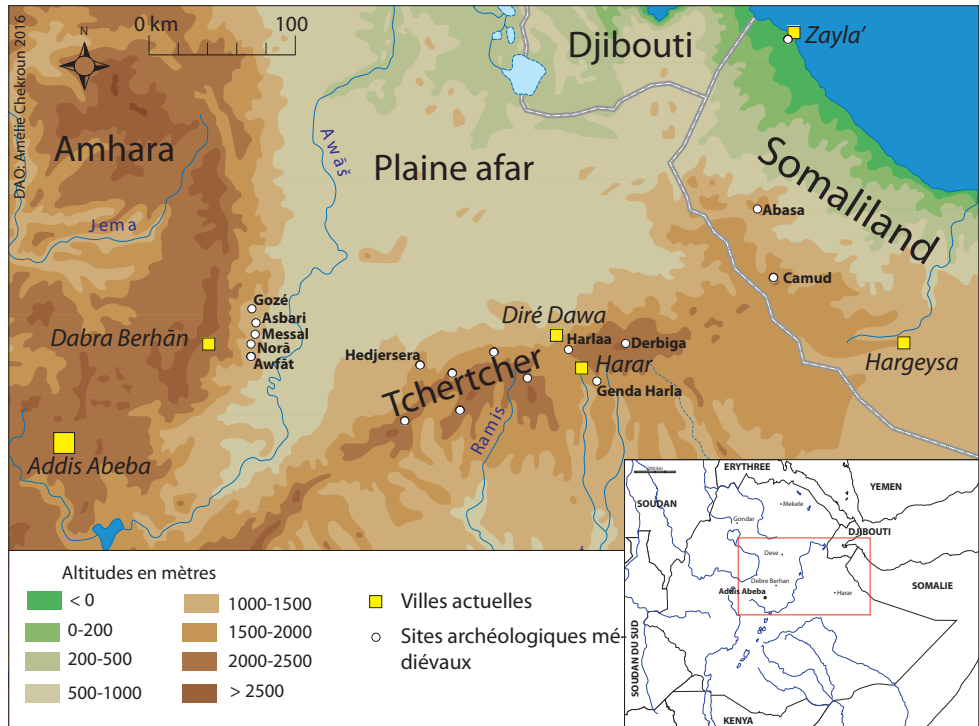 DAO: Amélie Chekroun 2016
N
0 km 100
Djibouti
Zayla’
Amhara
Awāš
Plaine afar
Somaliland
Jema
Abasa
Camud
Gozé
Asbari
Messal
Norā
Awfāt
Dabra Berhān
Diré Dawa
Harlaa
Derbiga
Hedjersera
Harar
Hargeysa
Tchertcher
Genda Harla
Ramis
Addis Abeba
ERYTHREE
YEMEN
SOUDAN
Mekele
Gondar
DJIBOUTI
Dese
SOMALIE
Debre Berhan
Addis Abeba
Harar
SOUDAN DU SUD
KENYA
Altitudes en mètres
< 0
0-200
200-500
500-1000
1000-1500
1500-2000
2000-2500
> 2500
Villes actuelles
Sites archéologiques mé-
diévaux